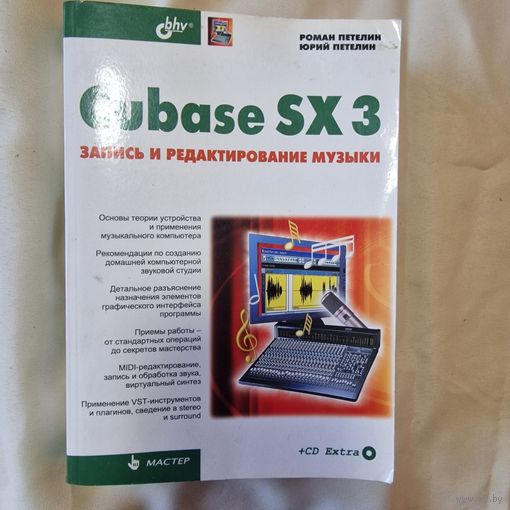 bhv®
РОМАН ПЕТЕЛИН
ЮРИЙ ПЕТЕЛИН
Cubase SX 3
ЗАПИСЬ И РЕДАКТИРОВАНИЕ МУЗЫКИ
Основы теории устройства
и применения
музыкального компьютера
Рекомендации по созданию
домашней компьютерной
звуковой студии
Детальное разъяснение
назначения элементов
графического интерфейса
программы
Приемы работы –
от стандартных операций
до секретов мастерства
MIDI-редактирование,
запись и обработка звука,
виртуальный синтез
Применение VST-инструментов
и плагинов, сведение в stereo
и surround
+CD Extra
МАСТЕР